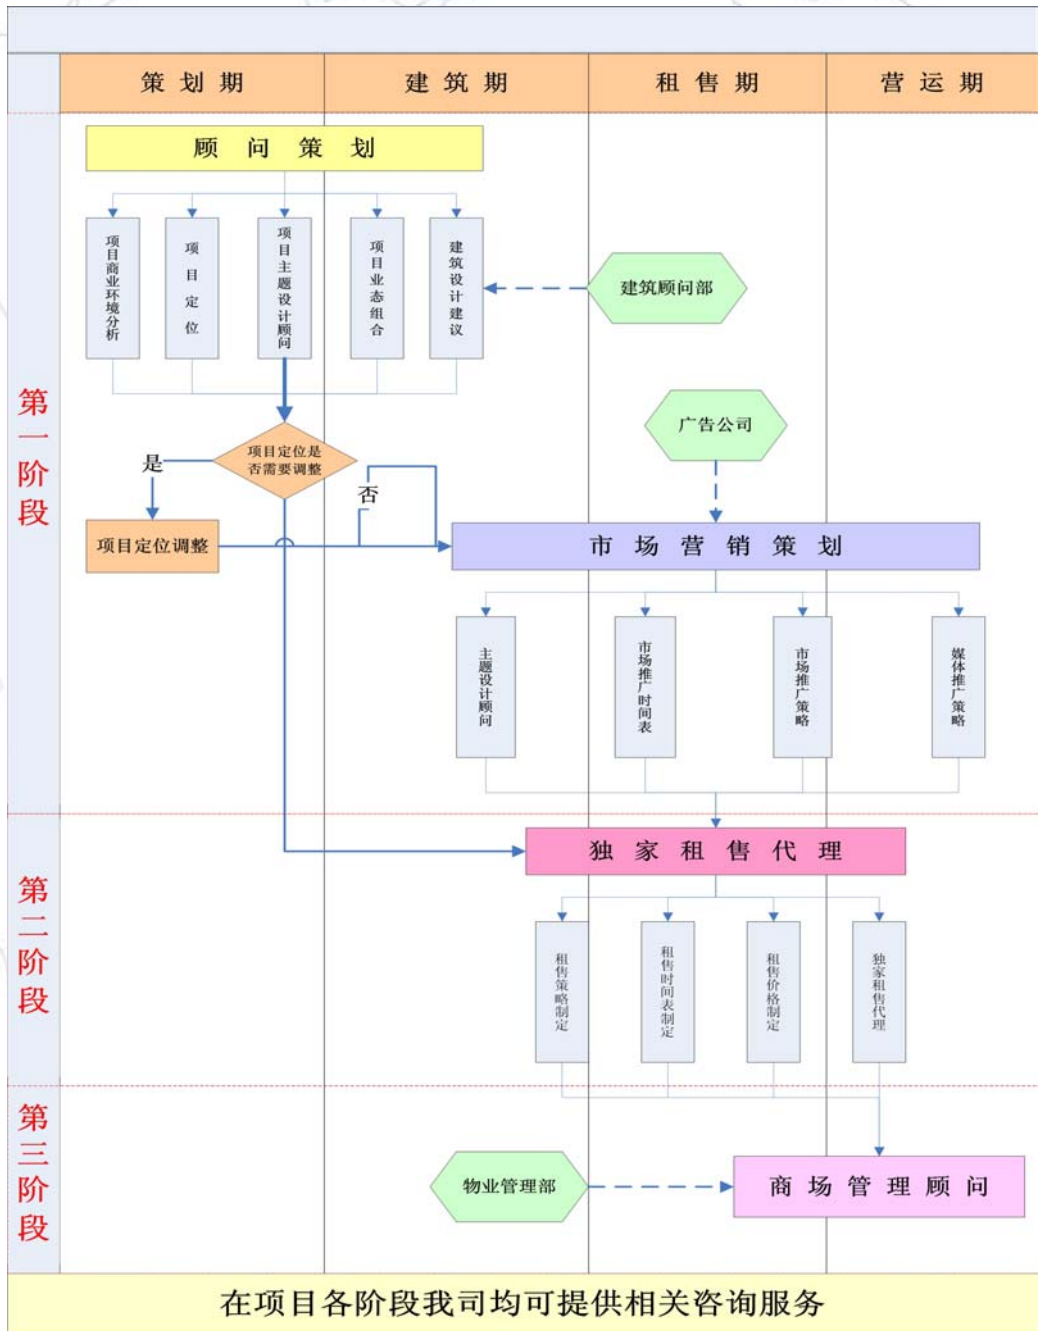 策划期
建筑期
租售期
营运期
顾问策划
项目商业环境分析
项目定位
项目主题设计顾问
项目业态组合
建筑设计建议
建筑顾问部
第一阶段
广告公司
项目定位是
否需要调整
是
否
项目定位调整
市场营销策划
主题设计顾问
市场推广时间表
市场推广策略
媒体推广策略
独家租售代理
第二阶段
租售策略制定
租售时间表制定
租售价格制定
独家租售代理
第三阶段
物业管理部
商场管理顾问
在项目各阶段我司均可提供相关咨询服务